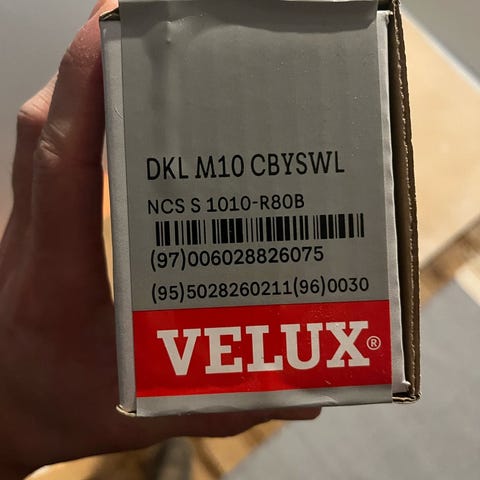 DKL M10 CBYSWL
NCS S 1010-R80B
(97)006028826075
(95)5028260211(96)0030
VELUX®